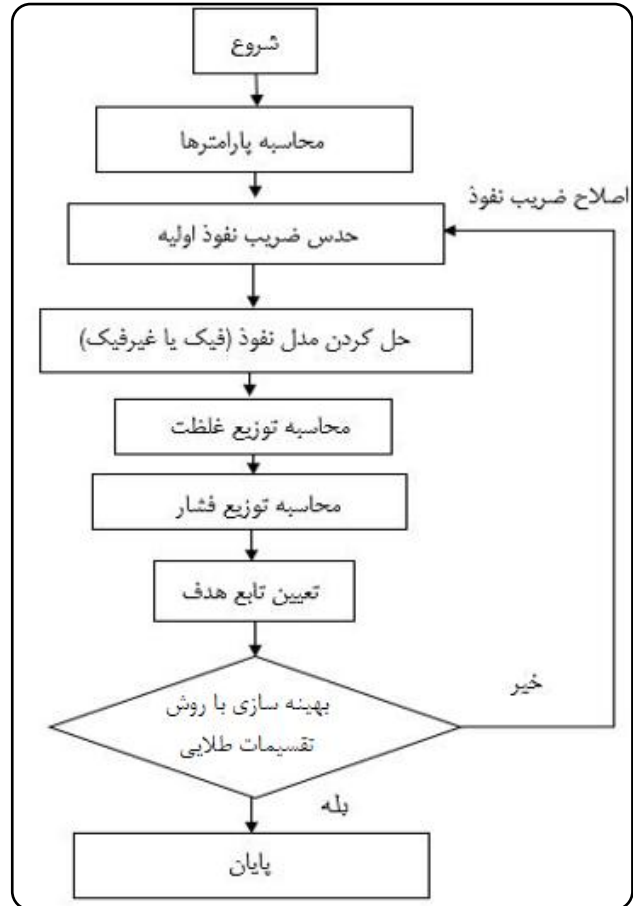 شروع
محاسبه پارامترها
اصلاح ضریب نفوذ
حدس ضریب نفوذ اولیه
حل کردن مدل نفوذ (فیک یا غیرفیک)
محاسبه توزیع غلظت
محاسبه توزیع فشار
تعیین تابع هدف
بهینه سازی با روش
تقسیمات طلایی
خیر
بله
پایان